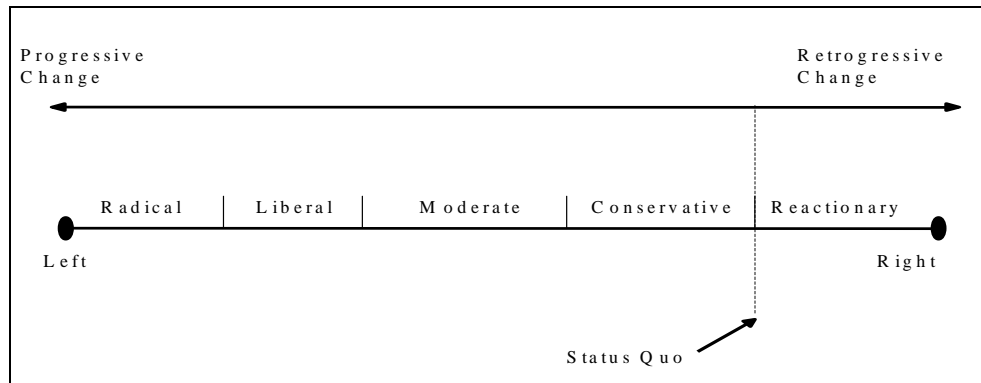 Progressive
Change
Retrogressive
Change
Radical
Liberal
Moderate
Conservative
Reactionary
Left
Right
Status Quo